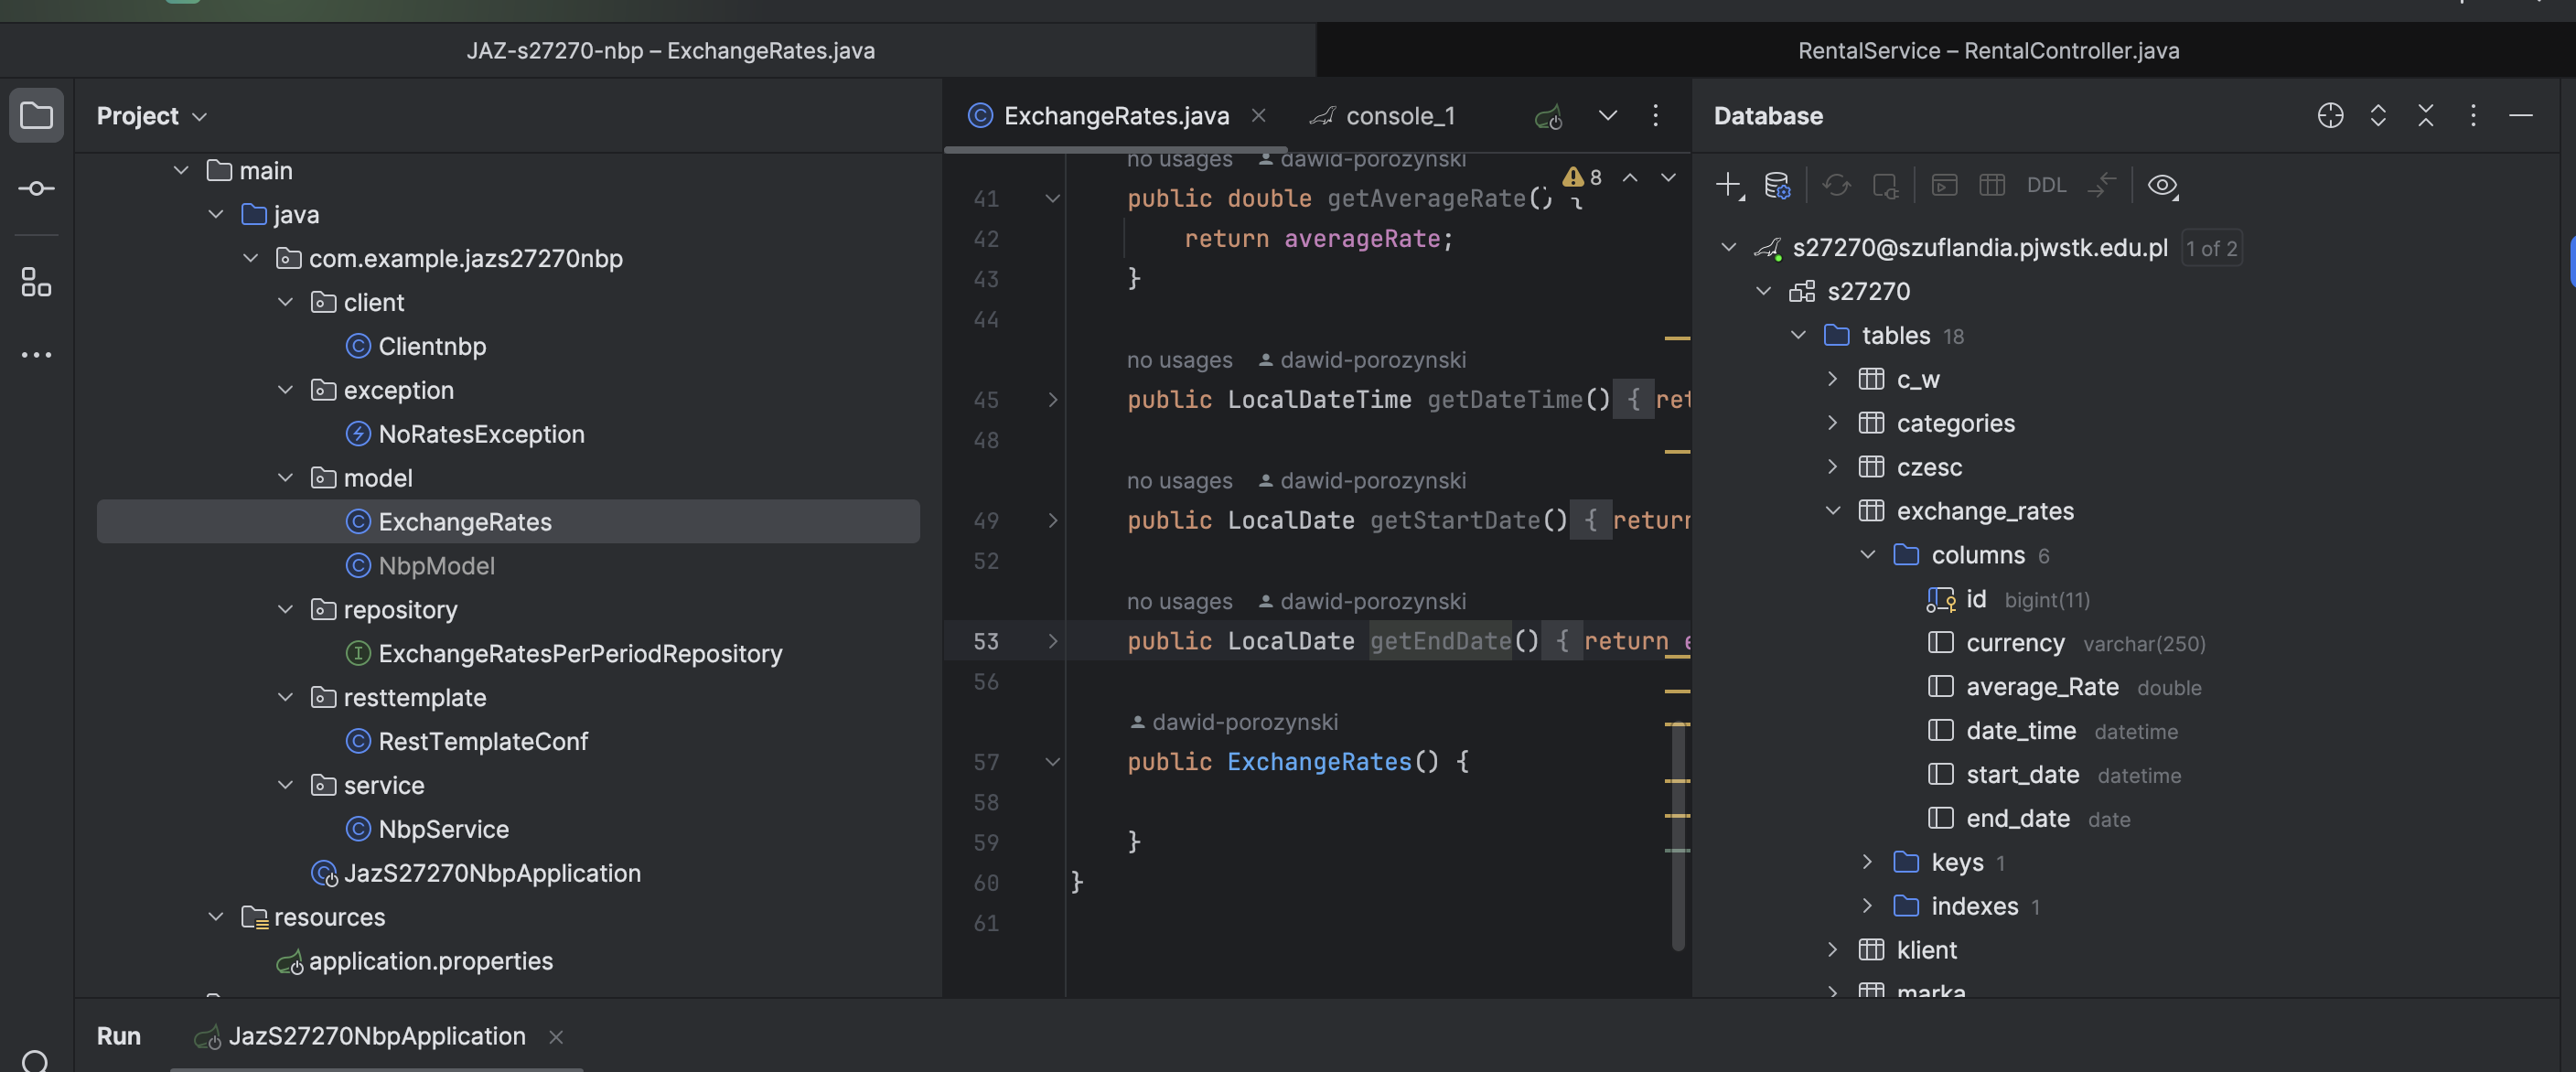 JAZ-s27270-nbp – ExchangeRates.java
RentalService – RentalController.java
Project
main
java
com.example.jazs27270nbp
client
Clientnbp
exception
NoRatesException
model
ExchangeRates
NbpModel
repository
ExchangeRatesPerPeriodRepository
resttemplate
RestTemplateConf
service
NbpService
JazS27270NbpApplication
resources
application.properties
ExchangeRates.java
console_1
no usages dawid-porozynski
8
41 public double getAverageRate() {
42 return averageRate;
43 }
44
no usages dawid-porozynski
45 public LocalDateTime getDateTime() { ret
48
no usages dawid-porozynski
49 public LocalDate getStartDate() { return
52
no usages dawid-porozynski
53 public LocalDate getEndDate() { return e
56
dawid-porozynski
57 public ExchangeRates() {
58
59 }
60 }
61
Database
DDL
s27270@szuflandia.pjwstk.edu.pl 1 of 2
s27270
tables 18
c_w
categories
czesc
exchange_rates
columns 6
id bigint(11)
currency varchar(250)
average_Rate double
date_time datetime
start_date datetime
end_date date
keys 1
indexes 1
klient
marka
Run
JazS27270NbpApplication